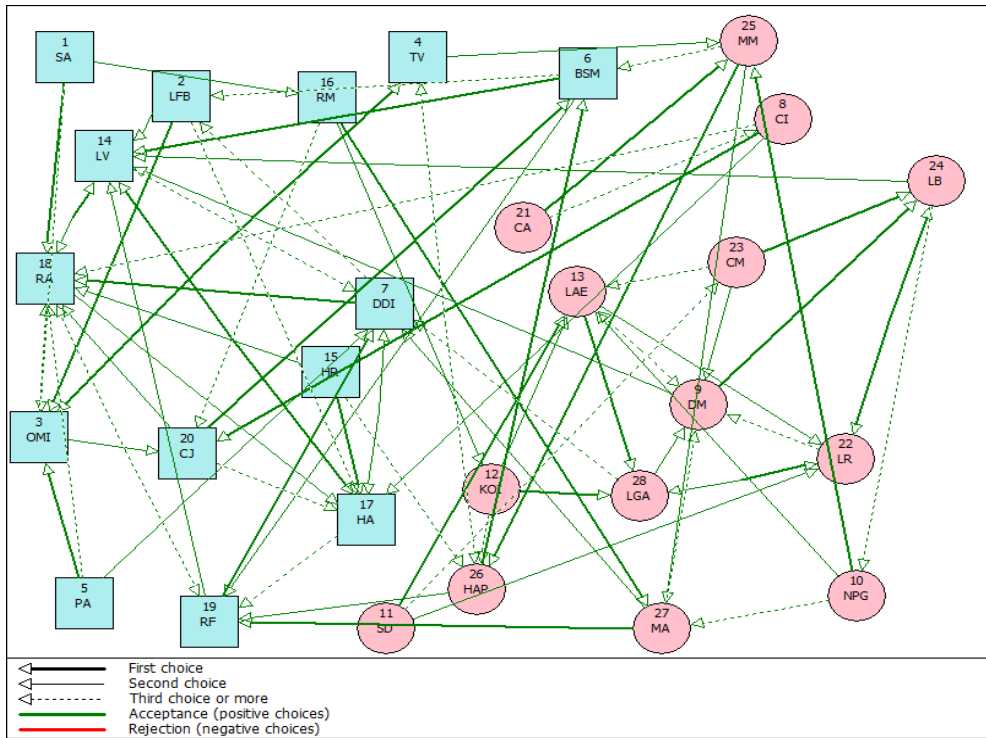 1
SA
2
LFB
16
RM
4
TV
6
BSM
25
MM
8
CI
14
LV
24
LB
21
CA
23
CM
18
RA
13
LAE
7
DDI
15
HR
9
DM
3
OMI
20
CJ
22
LR
12
KOI
28
LGA
17
HA
26
HAP
10
NPG
5
PA
19
RF
11
SD
27
MA
First choice
Second choice
Third choice or more
Acceptance (positive choices)
Rejection (negative choices)